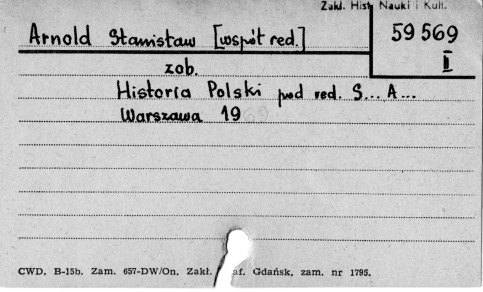 Zakł. Hist. Nauki i Kult.
Arnold Stanisław [współ red.]
59 569
II
zob.
Historia Polski pod red. S... A...
Warszawa 19
CWD. B-15b. Zam. 657-DW/On. Zakł. af. Gdańsk, zam. nr 1795.